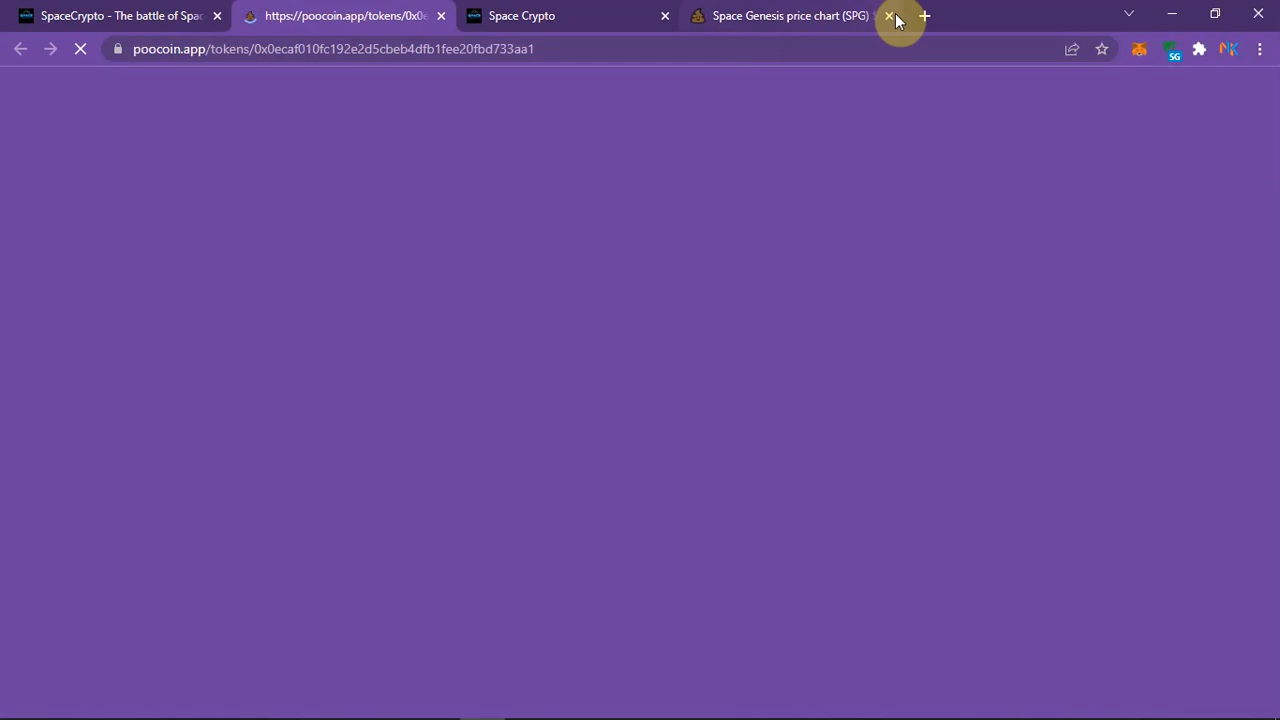 SpaceCrypto - The battle of Spac
https://poocoin.app/tokens/0x0e
Space Crypto
Space Genesis price chart (SPG)
poocoin.app/tokens/0x0ecaf010fc192e2d5cbeb4dfb1fee20fbd733aa1
SG